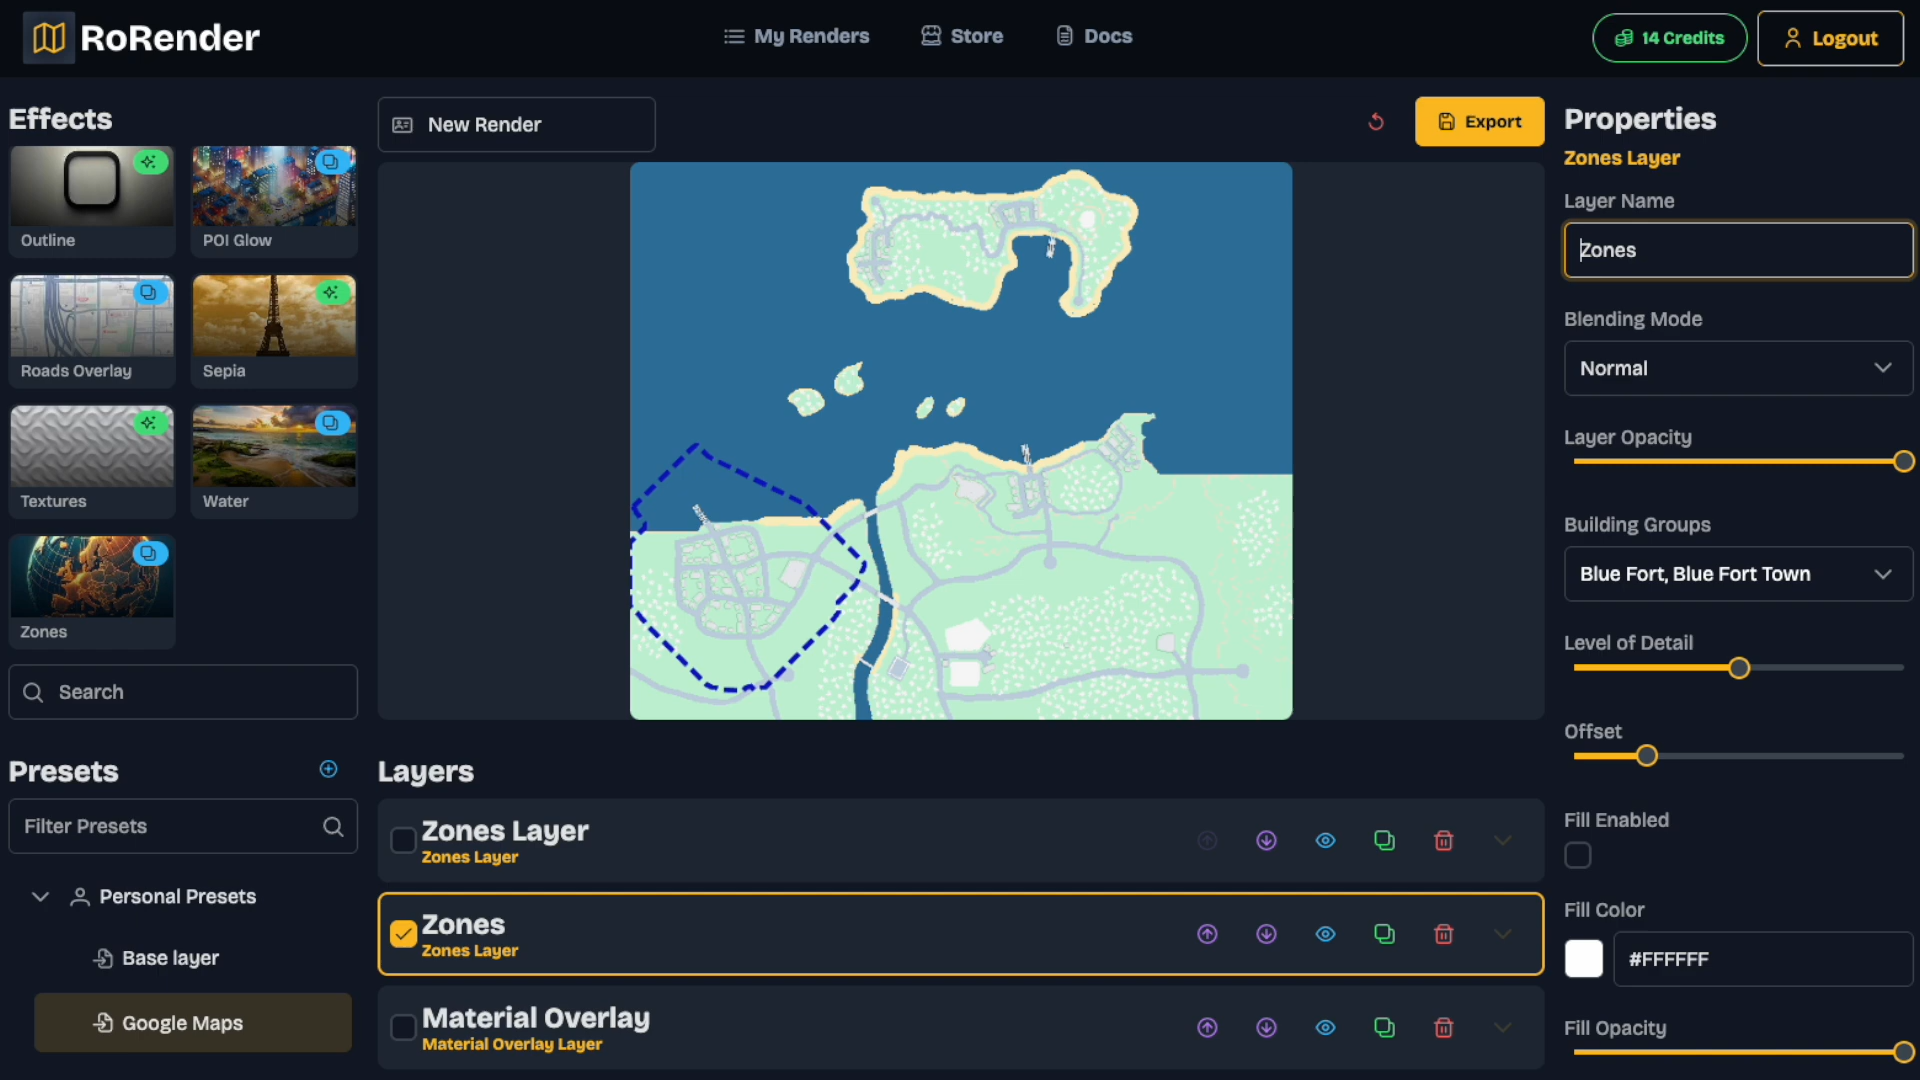 RoRender
My Renders
Store
Docs
14 Credits
Logout
Effects
Outline
POI Glow
Roads Overlay
Sepia
Textures
Water
Zones
Search
Presets
Filter Presets
Personal Presets
Base layer
Google Maps
New Render
Export
Layers
Zones Layer
Zones Layer
Zones
Zones Layer
Material Overlay
Material Overlay Layer
Properties
Zones Layer
Layer Name
Zones
Blending Mode
Normal
Layer Opacity
Building Groups
Blue Fort, Blue Fort Town
Level of Detail
Offset
Fill Enabled
Fill Color
#FFFFFF
Fill Opacity